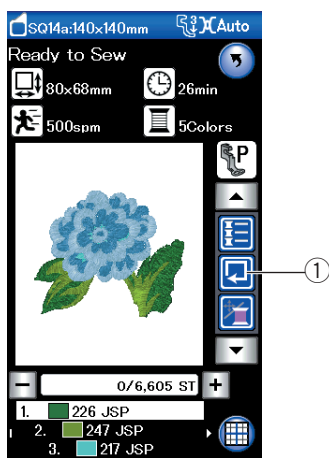 SQ14a:140x140mm 3 Auto
Ready to Sew
80x68mm 26min
500spm 5Colors
P
1
0/6,605 ST
1. 226 JSP
2. 247 JSP
3. 217 JSP